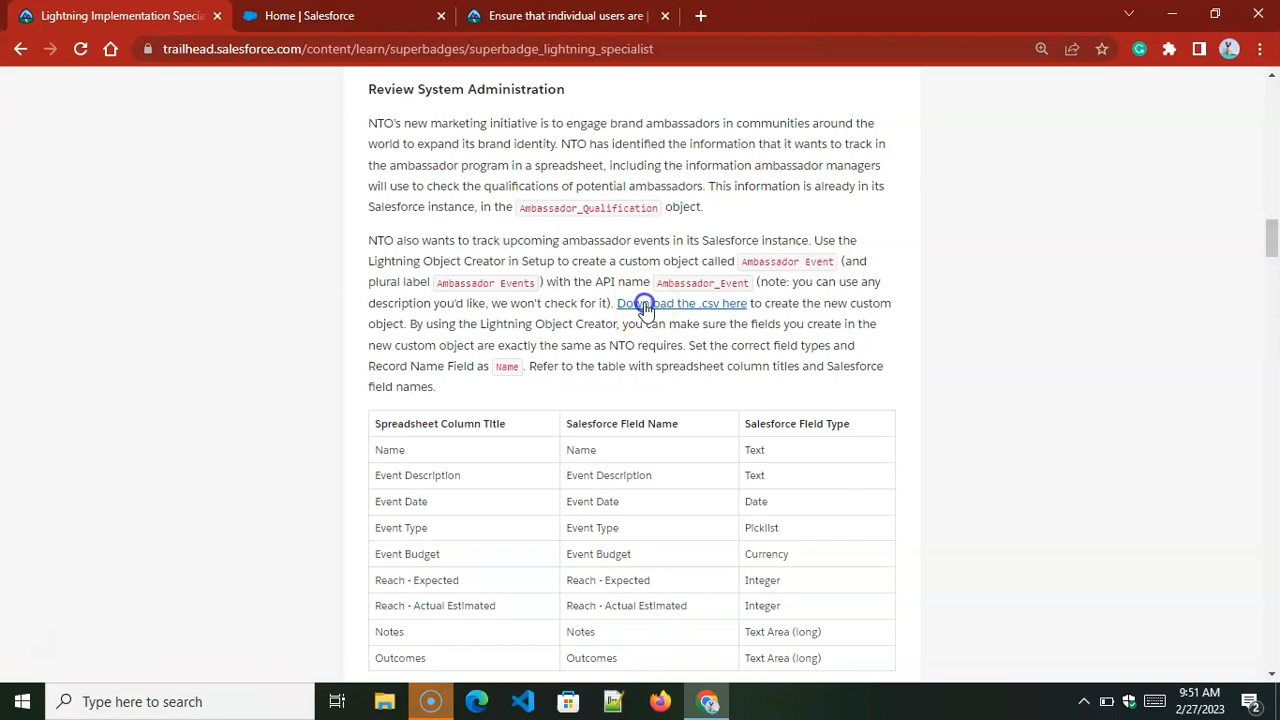 Lightning Implementation Specia
Home | Salesforce
Ensure that individual users are
trailhead.salesforce.com/content/learn/superbadges/superbadge_lightning_specialist
Review System Administration
NTO's new marketing initiative is to engage brand ambassadors in communities around the
world to expand its brand identity. NTO has identified the information that it wants to track in
the ambassador program in a spreadsheet, including the information ambassador managers
will use to check the qualifications of potential ambassadors. This information is already in its
Salesforce instance, in the Ambassador_Qualification object.
NTO also wants to track upcoming ambassador events in its Salesforce instance. Use the
Lightning Object Creator in Setup to create a custom object called Ambassador Event (and
plural label Ambassador Events) with the API name Ambassador_Event (note: you can use any
description you'd like, we won't check for it). Download the .csv here to create the new custom
object. By using the Lightning Object Creator, you can make sure the fields you create in the
new custom object are exactly the same as NTO requires. Set the correct field types and
Record Name Field as Name. Refer to the table with spreadsheet column titles and Salesforce
field names.
Spreadsheet Column Title Salesforce Field Name Salesforce Field Type
Name Name Text
Event Description Event Description Text
Event Date Event Date Date
Event Type Event Type Picklist
Event Budget Event Budget Currency
Reach - Expected Reach - Expected Integer
Reach - Actual Estimated Reach - Actual Estimated Integer
Notes Notes Text Area (long)
Outcomes Outcomes Text Area (long)
Type here to search
9:51 AM
2/27/2023
2